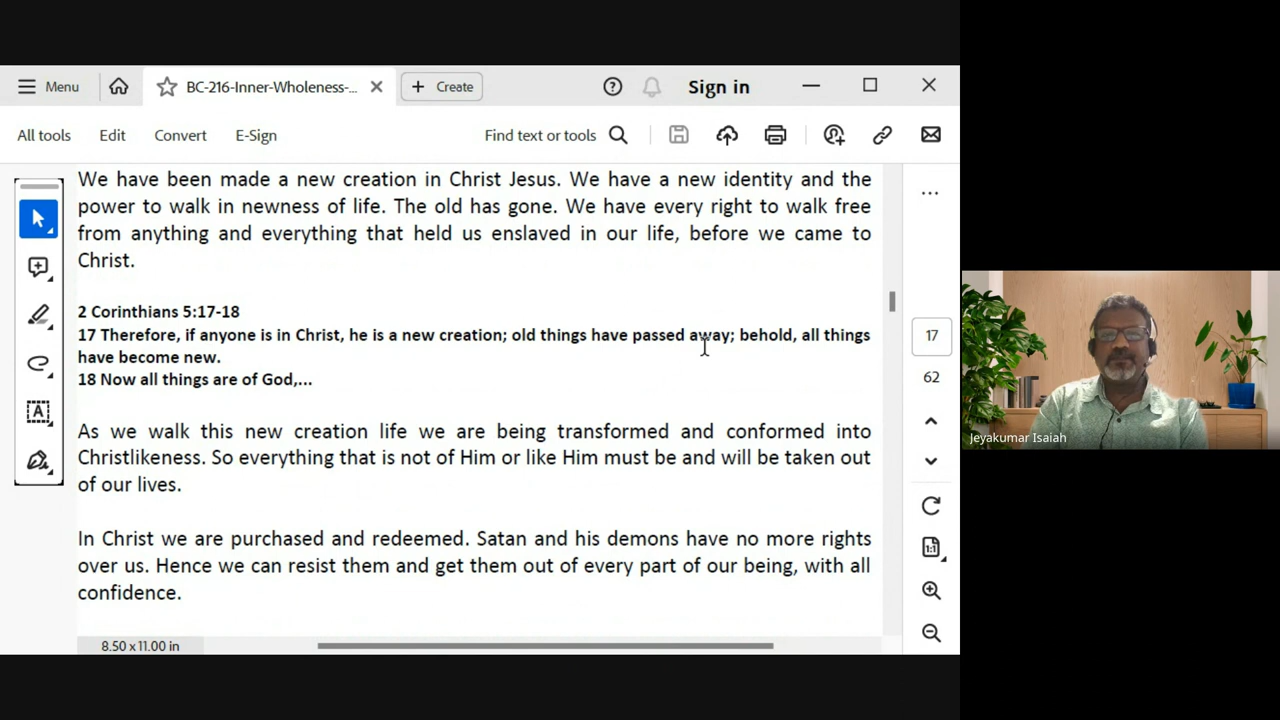 Menu
BC-216-Inner-Wholeness-...
Create
Sign in
All tools
Edit
Convert
E-Sign
Find text or tools
We have been made a new creation in Christ Jesus. We have a new identity and the
power to walk in newness of life. The old has gone. We have every right to walk free
from anything and everything that held us enslaved in our life, before we came to
Christ.
2 Corinthians 5:17-18
17 Therefore, if anyone is in Christ, he is a new creation; old things have passed away; behold, all things
have become new.
18 Now all things are of God,...
As we walk this new creation life we are being transformed and conformed into
Christlikeness. So everything that is not of Him or like Him must be and will be taken out
of our lives.
In Christ we are purchased and redeemed. Satan and his demons have no more rights
over us. Hence we can resist them and get them out of every part of our being, with all
confidence.
8.50 x 11.00 in
17
62
1:1
Jeyakumar Isaiah